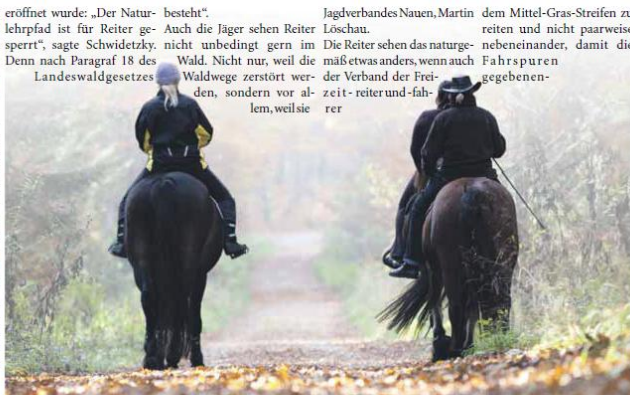 eröffnet wurde: „Der Natur-
lehrpfad ist für Reiter ge-
sperrt“, sagte Schwidetzky.
Denn nach Paragraf 18 des
Landeswaldgesetzes
besteht“.
Auch die Jäger sehen Reiter
nicht unbedingt gern im
Wald. Nicht nur, weil die
Waldwege zerstört wer-
den, sondern vor al-
lem, weil sie
Jagdverbandes Nauen, Martin
Löschau.
Die Reiter sehen das naturge-
mäß etwas anders, wenn auch
der Verband der Frei-
zeit-reiter und -fah-
rer
dem Mittel-Gras-Streifen zu
reiten und nicht paarweise
nebeneinander, damit die
Fahrspuren
gegebenen-